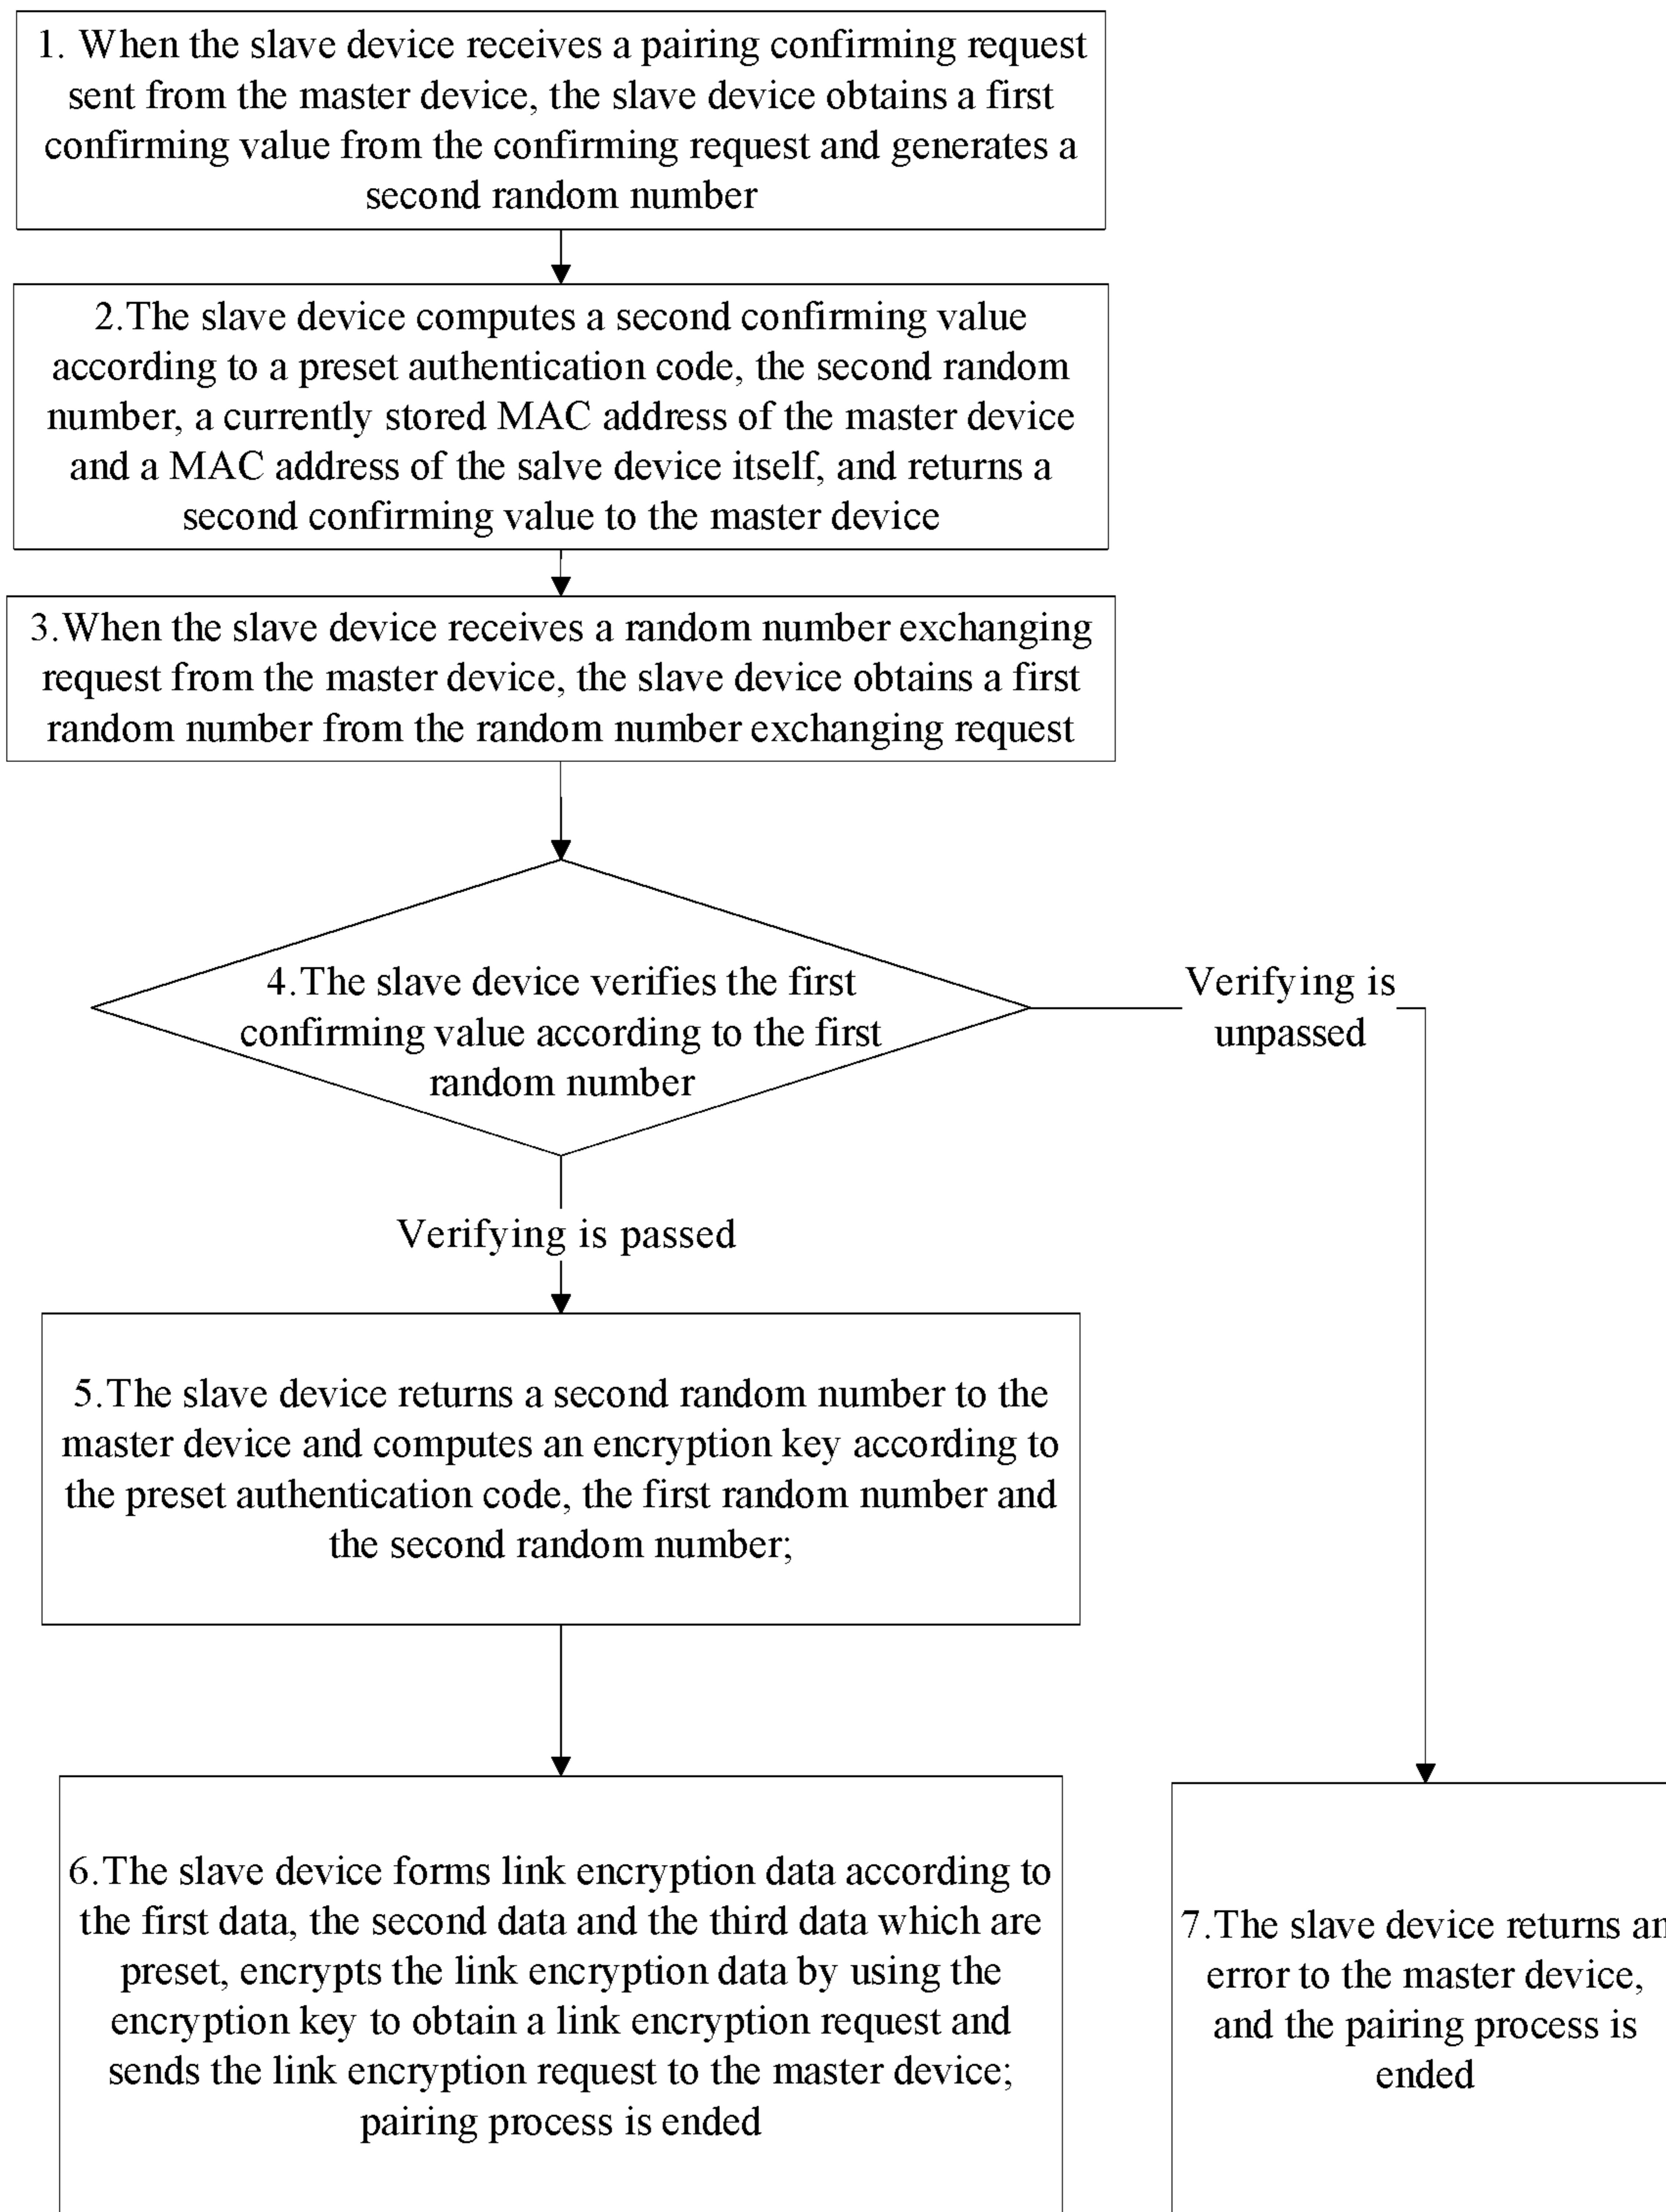 1. When the slave device receives a pairing confirming request
sent from the master device, the slave device obtains a first
confirming value from the confirming request and generates a
second random number
2.The slave device computes a second confirming value
according to a preset authentication code, the second random
number, a currently stored MAC address of the master device
and a MAC address of the salve device itself, and returns a
second confirming value to the master device
3.When the slave device receives a random number exchanging
request from the master device, the slave device obtains a first
random number from the random number exchanging request
4.The slave device verifies the first
confirming value according to the first
random number
Verifying is
unpassed
Verifying is passed
5.The slave device returns a second random number to the
master device and computes an encryption key according to
the preset authentication code, the first random number and
the second random number;
6.The slave device forms link encryption data according to
the first data, the second data and the third data which are
preset, encrypts the link encryption data by using the
encryption key to obtain a link encryption request and
sends the link encryption request to the master device;
pairing process is ended
7.The slave device returns an
error to the master device,
and the pairing process is
ended